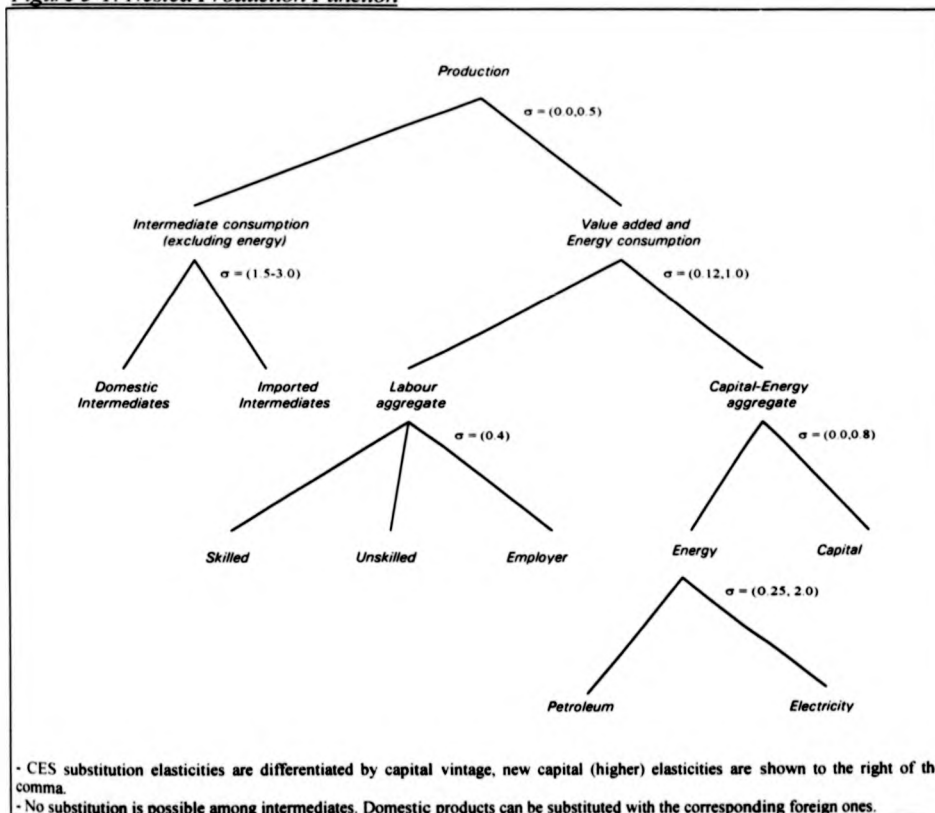 Production
σ = (0.0,0.5)
Intermediate consumption
(excluding energy)
Value added and
Energy consumption
σ = (1.5-3.0)
σ = (0.12,1.0)
Domestic
Intermediates
Imported
Intermediates
Labour
aggregate
Capital-Energy
aggregate
σ = (0.4)
σ = (0.0,0.8)
Skilled
Unskilled
Employer
Energy
Capital
σ = (0.25, 2.0)
Petroleum
Electricity
- CES substitution elasticities are differentiated by capital vintage, new capital (higher) elasticities are shown to the right of th
comma.
- No substitution is possible among intermediates. Domestic products can be substituted with the corresponding foreign ones.